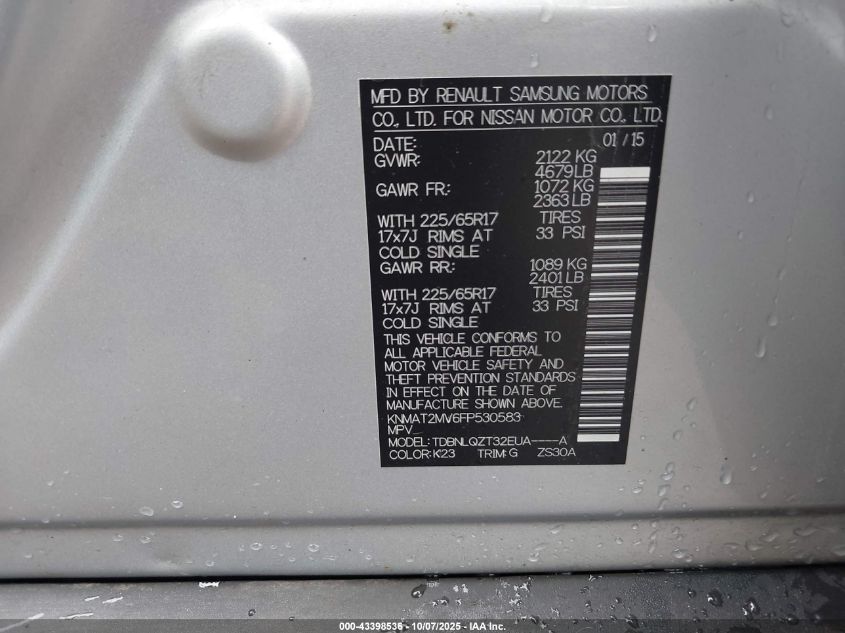 MFD BY RENAULT SAMSUNG MOTORS
CO., LTD. FOR NISSAN MOTOR CO., LTD.
DATE: 01 / 15
GVWR: 2122 KG
4679 LB
GAWR FR: 1072 KG
2363 LB
WITH 225/65R17 TIRES
17x7J RIMS AT 33 PSI
COLD SINGLE
GAWR RR: 1089 KG
2401 LB
WITH 225/65R17 TIRES
17x7J RIMS AT 33 PSI
COLD SINGLE
THIS VEHICLE CONFORMS TO
ALL APPLICABLE FEDERAL
MOTOR VEHICLE SAFETY AND
THEFT PREVENTION STANDARDS
IN EFFECT ON THE DATE OF
MANUFACTURE SHOWN ABOVE.
KNMAT2MV6FP530583
MPV
MODEL: TDBNLQZT32EUA----A
COLOR: K23 TRIM: G ZS30A
000-43398536 - 10/07/2025 - IAA Inc.